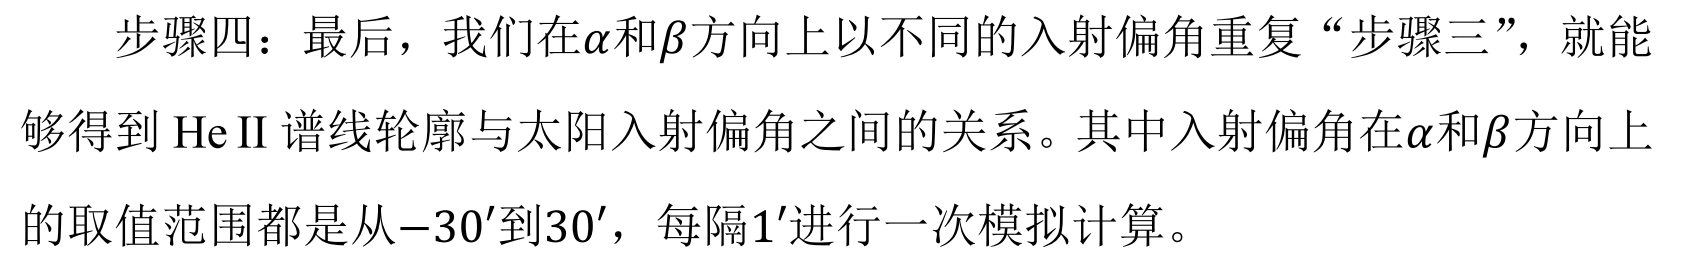 步骤四：最后，我们在α和β方向上以不同的入射偏角重复“步骤三”，就能
够得到 He II 谱线轮廓与太阳入射偏角之间的关系。其中入射偏角在α和β方向上
的取值范围都是从−30′到30′，每隔1′进行一次模拟计算。